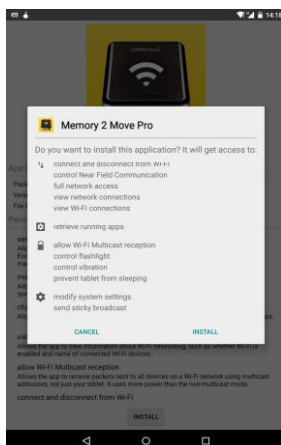 14:18
Memory 2 Move Pro
Do you want to install this application? It will get access to:
connect and disconnect from Wi-Fi
control Near Field Communication
full network access
view network connections
view Wi-Fi connections
retrieve running apps
allow Wi-Fi Multicast reception
control flashlight
control vibration
prevent tablet from sleeping
modify system settings
send sticky broadcast
CANCEL
INSTALL
Allows the app to view information about Wi-Fi networking, such as whether Wi-Fi is
enabled and name of connected Wi-Fi devices.
allow Wi-Fi Multicast reception
Allows the app to receive packets sent to all devices on a Wi-Fi network using multicast
addresses, not just your tablet. It uses more power than the non-multicast mode.
connect and disconnect from Wi-Fi
INSTALL